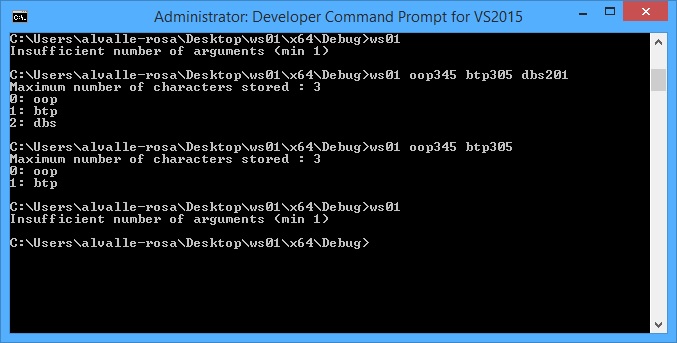 Administrator: Developer Command Prompt for VS2015
C:\Users\alvalle-rosa\Desktop\ws01\x64\Debug>ws01
Insufficient number of arguments (min 1)
C:\Users\alvalle-rosa\Desktop\ws01\x64\Debug>ws01 oop345 btp305 dbs201
Maximum number of characters stored : 3
0: oop
1: btp
2: dbs
C:\Users\alvalle-rosa\Desktop\ws01\x64\Debug>ws01 oop345 btp305
Maximum number of characters stored : 3
0: oop
1: btp
C:\Users\alvalle-rosa\Desktop\ws01\x64\Debug>ws01
Insufficient number of arguments (min 1)
C:\Users\alvalle-rosa\Desktop\ws01\x64\Debug>